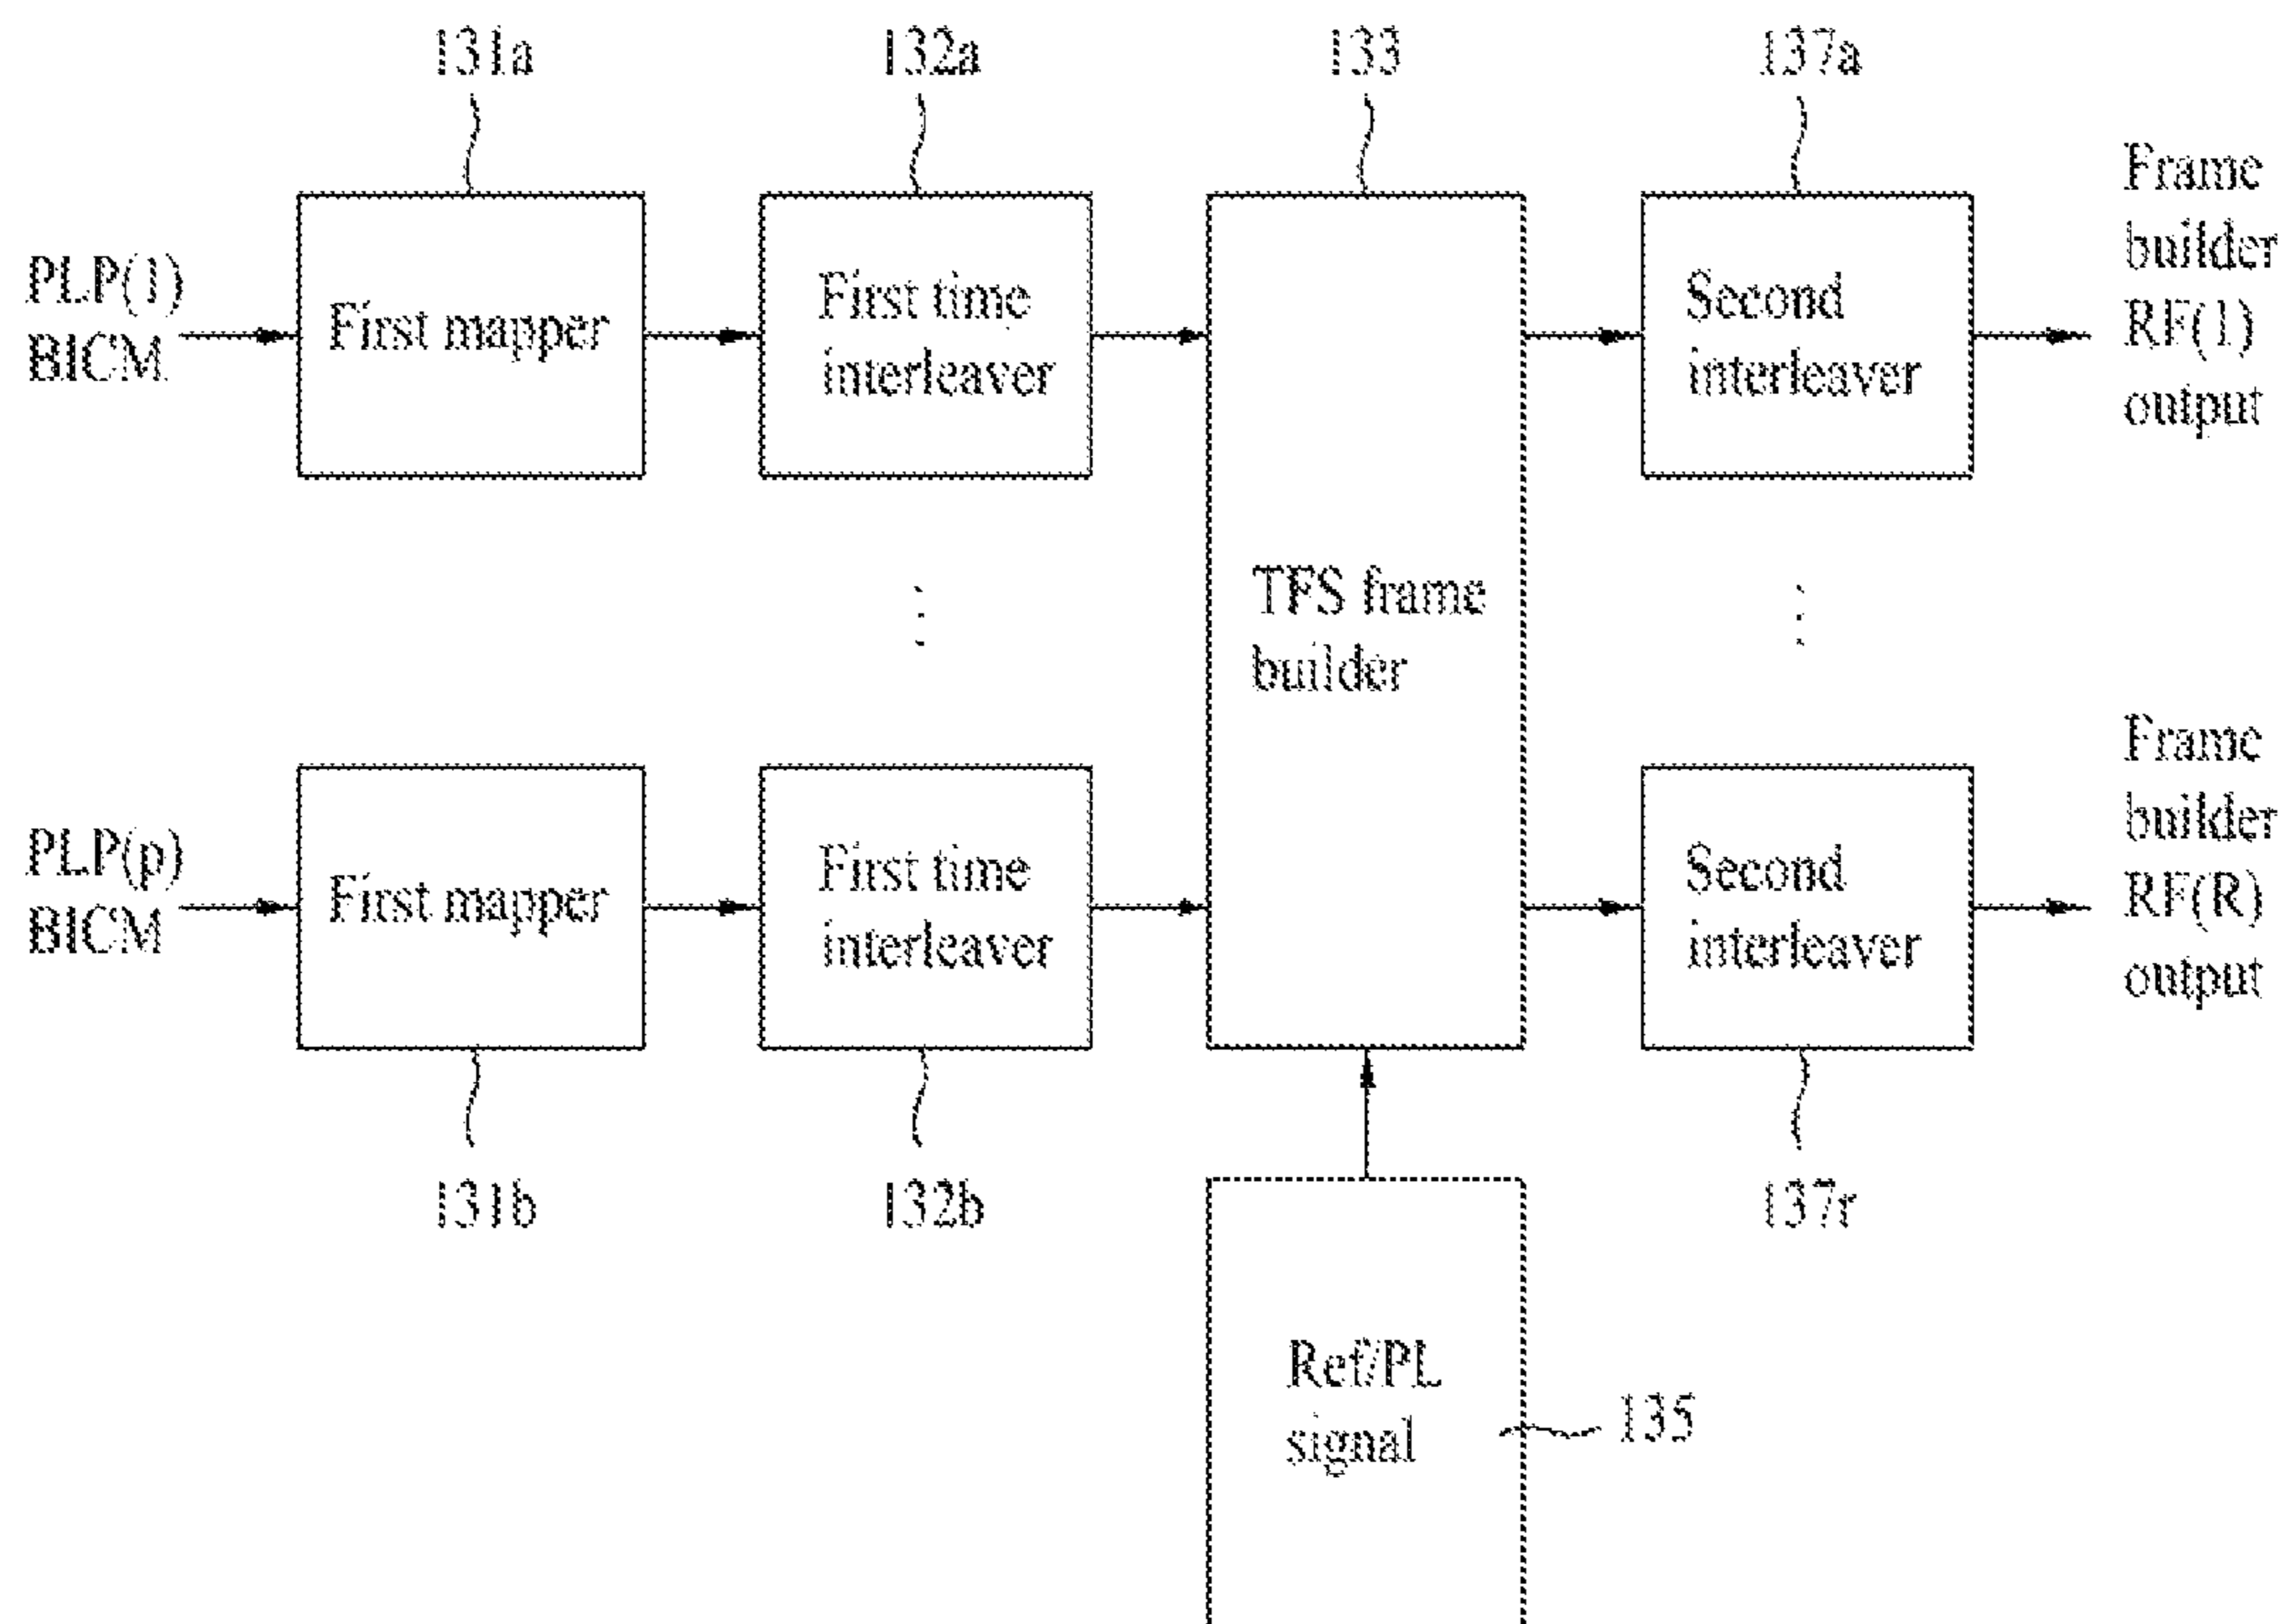 131a
132a
133
137a
PLP(1)
BICM
First mapper
First time
interleaver
Second
interleaver
Frame
builder
RF(1)
output
TFS frame
builder
PLP(p)
BICM
First mapper
First time
interleaver
Second
interleaver
Frame
builder
RF(R)
output
131b
132b
137r
Ref/PL
signal
135